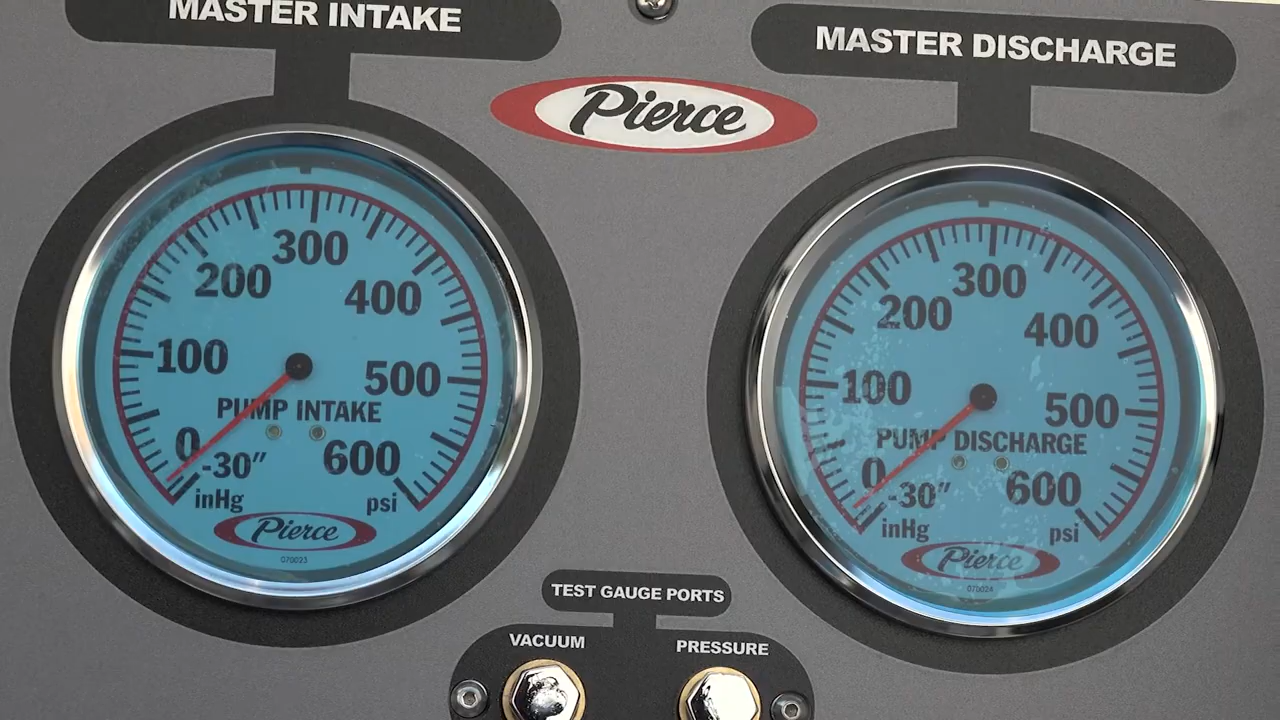 MASTER INTAKE
MASTER DISCHARGE
Pierce
300
200
400
100
500
PUMP INTAKE
0
-30"
600
inHg
psi
Pierce
070023
300
200
400
100
500
PUMP DISCHARGE
0
-30"
600
inHg
psi
Pierce
070024
TEST GAUGE PORTS
VACUUM
PRESSURE